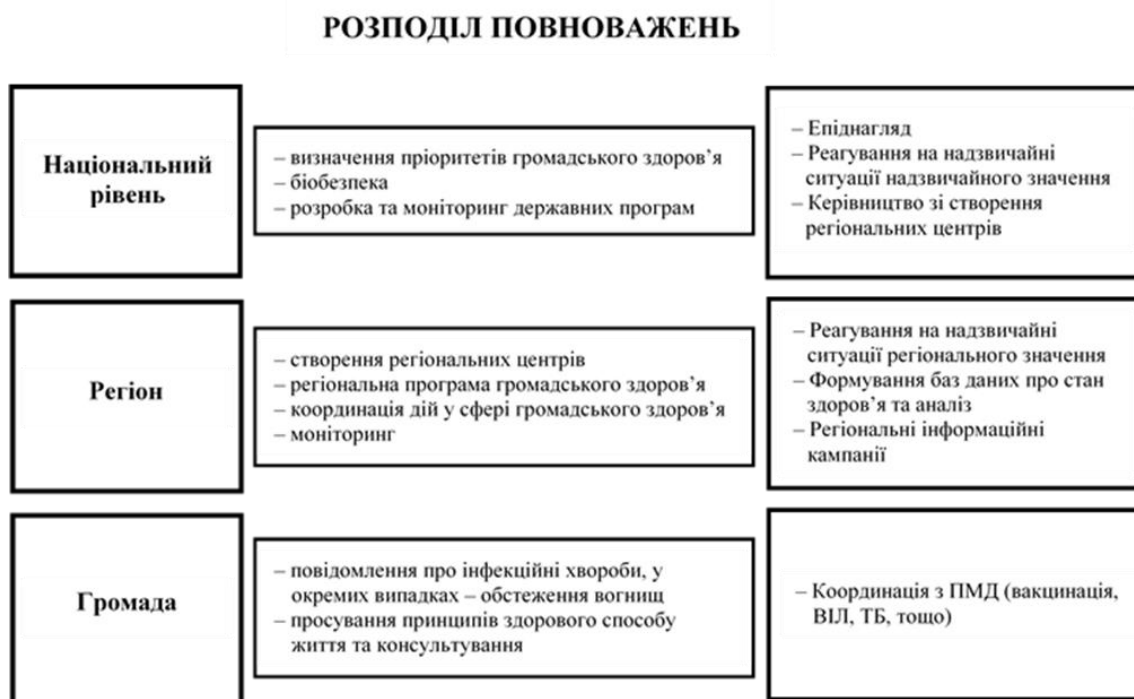 РОЗПОДІЛ ПОВНОВАЖЕНЬ
Національний
рівень
– визначення пріоритетів громадського здоров’я
– біобезпека
– розробка та моніторинг державних програм
– Епіднагляд
– Реагування на надзвичайні
ситуації надзвичайного значення
– Керівництво зі створення
регіональних центрів
Регіон
– створення регіональних центрів
– регіональна програма громадського здоров’я
– координація дій у сфері громадського здоров’я
– моніторинг
– Реагування на надзвичайні
ситуації регіонального значення
– Формування баз даних про стан
здоров’я та аналіз
– Регіональні інформаційні
кампанії
Громада
– повідомлення про інфекційні хвороби, у
окремих випадках – обстеження вогнищ
– просування принципів здорового способу
життя та консультування
– Координація з ПМД (вакцинація,
ВІЛ, ТБ, тощо)